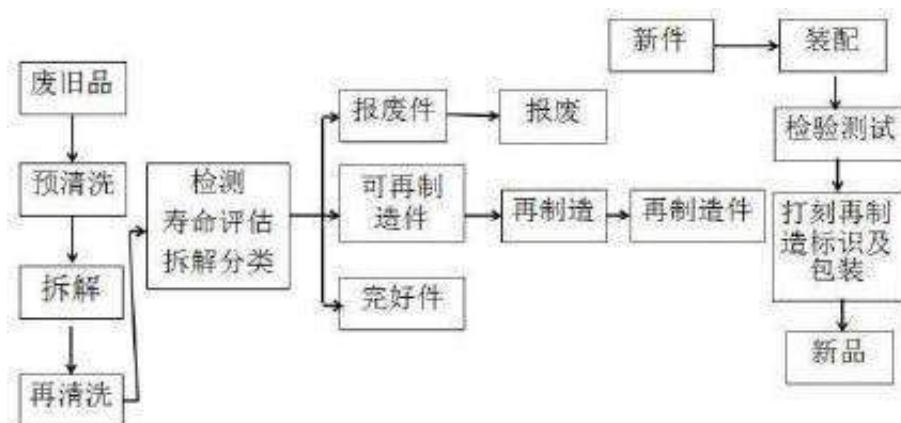 废旧品
预清洗
拆解
再清洗
检测
寿命评估
拆解分类
报废件
报废
可再制
造件
再制造
再制造件
完好件
新件
装配
检验测试
打刻再制
造标识及
包装
新品